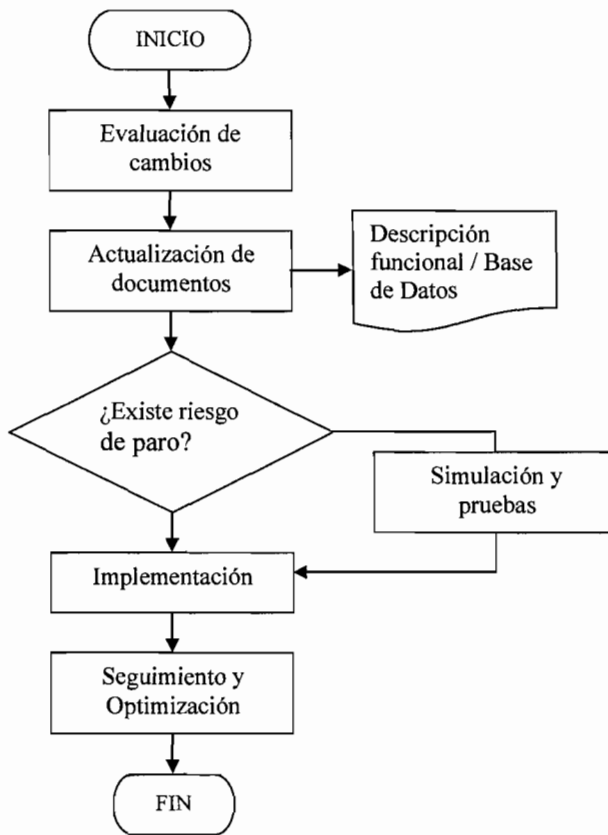 INICIO
Evaluación de
cambios
Actualización de
documentos
Descripción
funcional / Base
de Datos
¿Existe riesgo
de paro?
Simulación y
pruebas
Implementación
Seguimiento y
Optimización
FIN